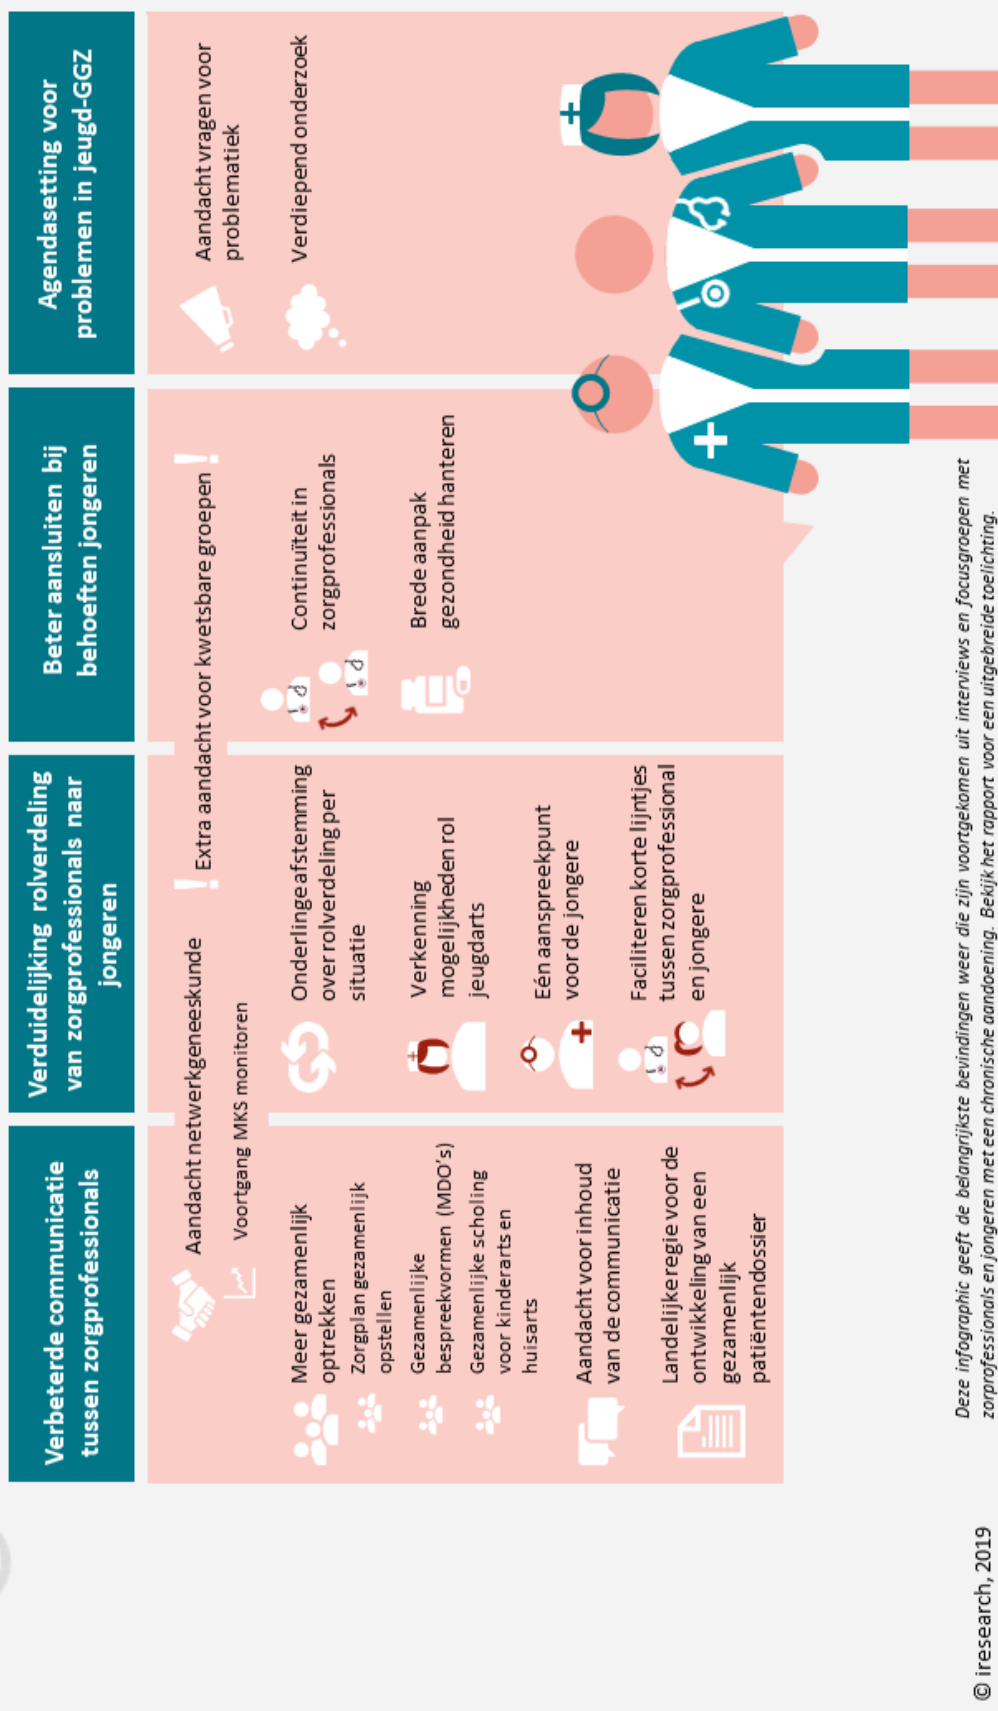 Verbeterde communicatie
tussen zorgprofessionals
Verduidelijking rolverdeling
van zorgprofessionals naar
jongeren
Beter aansluiten bij
behoeften jongeren
Agendasetting voor
problemen in jeugd-GGZ
Aandacht netwerkgeneeskunde
Voortgang MKS monitoren
Extra aandacht voor kwetsbare groepen
Meer gezamenlijk
optrekken
Zorgplan gezamenlijk
opstellen
Gezamenlijke
bespreekvormen (MDO's)
Gezamenlijke scholing
voor kinderarts en
huisarts
Aandacht voor inhoud
van de communicatie
Landelijke regie voor de
ontwikkeling van een
gezamenlijk
patiëntendossier
Onderlinge afstemming
over rolverdeling per
situatie
Verkenning
mogelijkheden rol
jeugdarts
Eén aanspreekpunt
voor de jongere
Faciliteren korte lijntjes
tussen zorgprofessional
en jongere
Continuïteit in
zorgprofessionals
Brede aanpak
gezondheid hanteren
Aandacht vragen voor
problematiek
Verdiepend onderzoek
Deze infographic geeft de belangrijkste bevindingen weer die zijn voortgekomen uit interviews en focusgroepen met
zorprofessionals en jongeren met een chronische aandoening. Bekijk het rapport voor een uitgebreide toelichting.
© iresearch, 2019